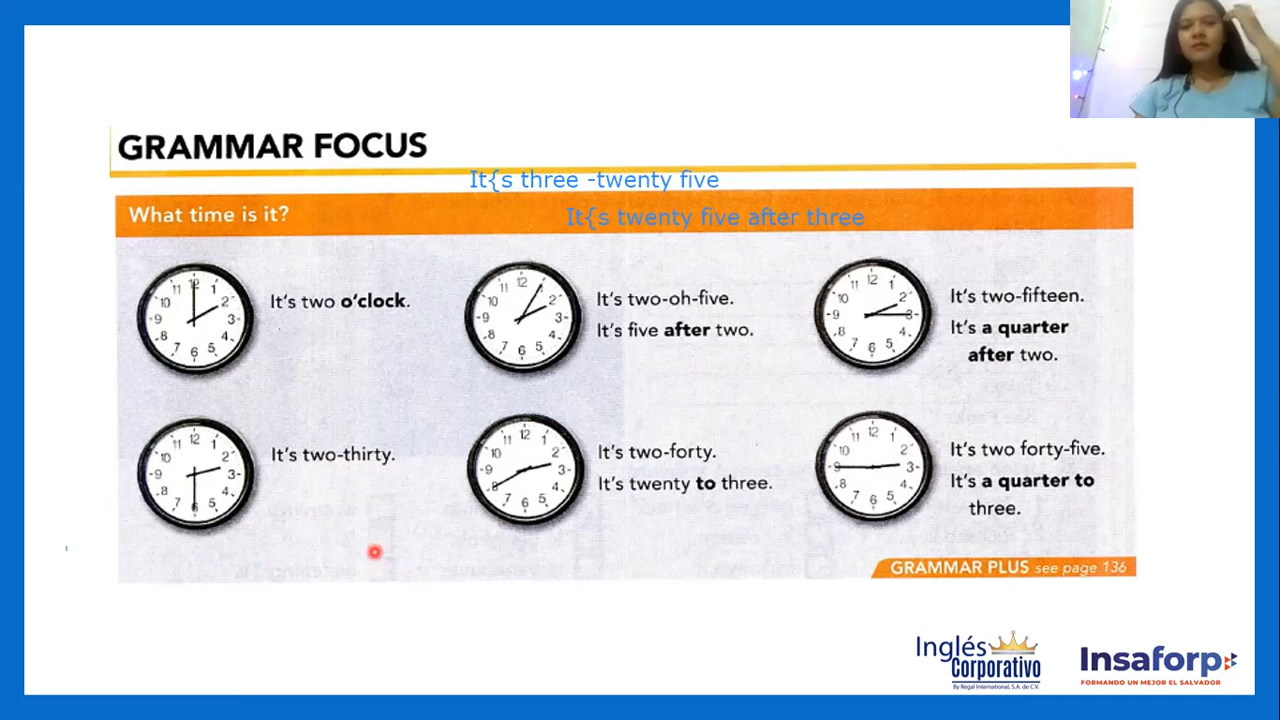 GRAMMAR FOCUS
It{s three -twenty five
What time is it?
It{s twenty five after three
It's two o'clock.
It's two-oh-five.
It's five after two.
It's two-fifteen.
It's a quarter
after two.
It's two-thirty.
It's two-forty.
It's twenty to three.
It's two forty-five.
It's a quarter to
three.
GRAMMAR PLUS see page 136
Inglés
Corporativo
By Regal International, S.A. de C.V.
Insaforp
FORMANDO UN MEJOR EL SALVADOR